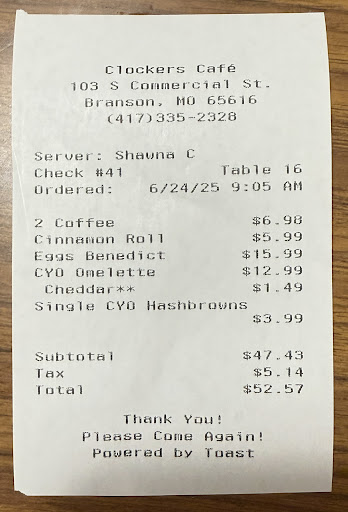 Clockers Café
103 S Commercial St.
Branson, MO 65616
(417)335-2328
Server: Shawna C
Check #41 Table 16
Ordered: 6/24/25 9:05 AM
2 Coffee $6.98
Cinnamon Roll $5.99
Eggs Benedict $15.99
CYO Omelette $12.99
Cheddar** $1.49
Single CYO Hashbrowns
$3.99
Subtotal $47.43
Tax $5.14
Total $52.57
Thank You!
Please Come Again!
Powered by Toast